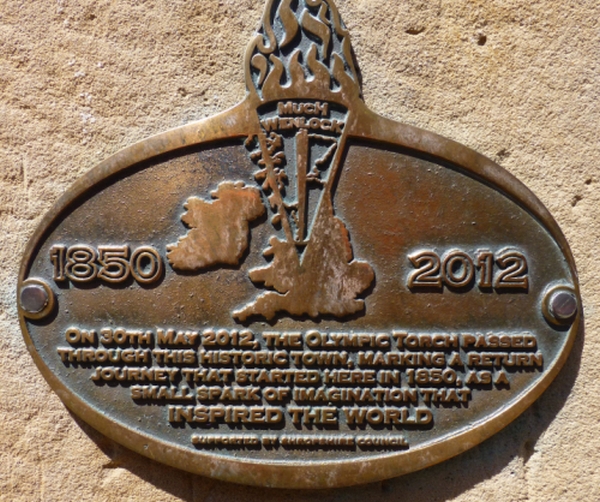 MUCH
WENLOCK
1850
2012
ON 30TH MAY 2012, THE OLYMPIC TORCH PASSED
THROUGH THIS HISTORIC TOWN, MARKING A RETURN
JOURNEY THAT STARTED HERE IN 1850, AS A
SMALL SPARK OF IMAGINATION THAT
INSPIRED THE WORLD
SUPPORTED BY SHROPSHIRE COUNCIL